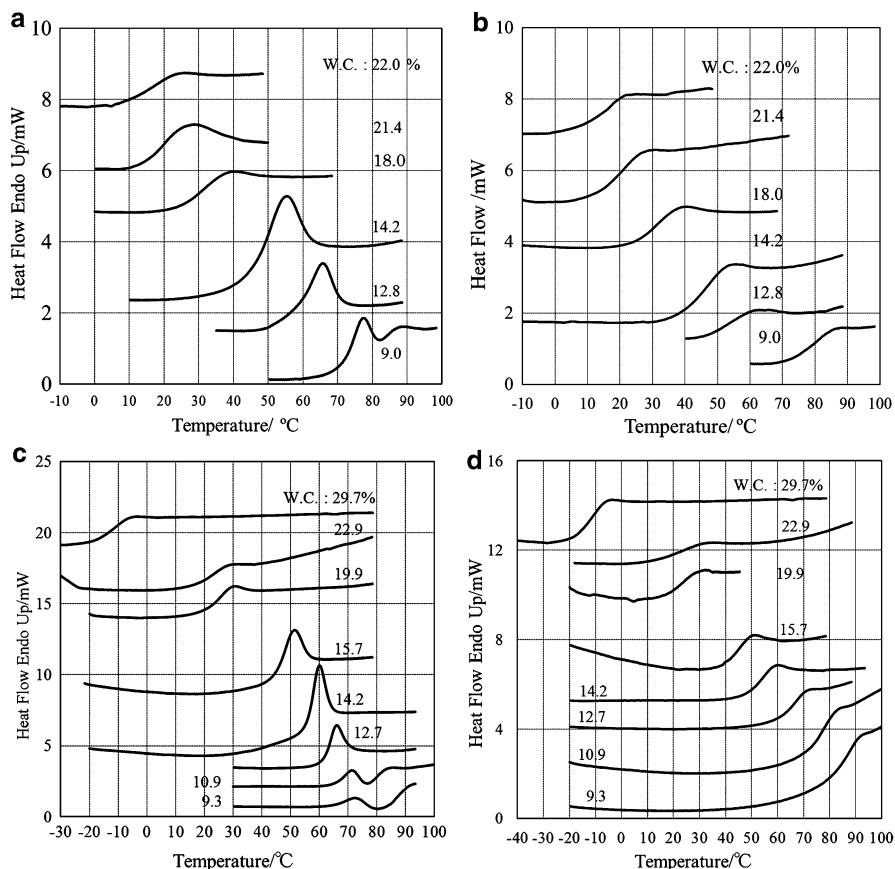 a
10
8
6
4
2
0
Heat Flow Endo Up/mW
W.C. : 22.0 %
21.4
18.0
14.2
12.8
9.0
-10 0 10 20 30 40 50 60 70 80 90 100
Temperature/ ºC
b
10
8
6
4
2
0
Heat Flow /mW
W.C. : 22.0%
21.4
18.0
14.2
12.8
9.0
-10 0 10 20 30 40 50 60 70 80 90 100
Temperature/ ºC
c
25
20
15
10
5
0
Heat Flow Endo Up/mW
W.C. : 29.7%
22.9
19.9
15.7
14.2
12.7
10.9
9.3
-30 -20 -10 0 10 20 30 40 50 60 70 80 90 100
Temperature/℃
d
16
12
8
4
0
Heat Flow Endo Up/mW
W.C. : 29.7%
22.9
19.9
15.7
14.2
12.7
10.9
9.3
-40 -30 -20 -10 0 10 20 30 40 50 60 70 80 90 100
Temperature/℃